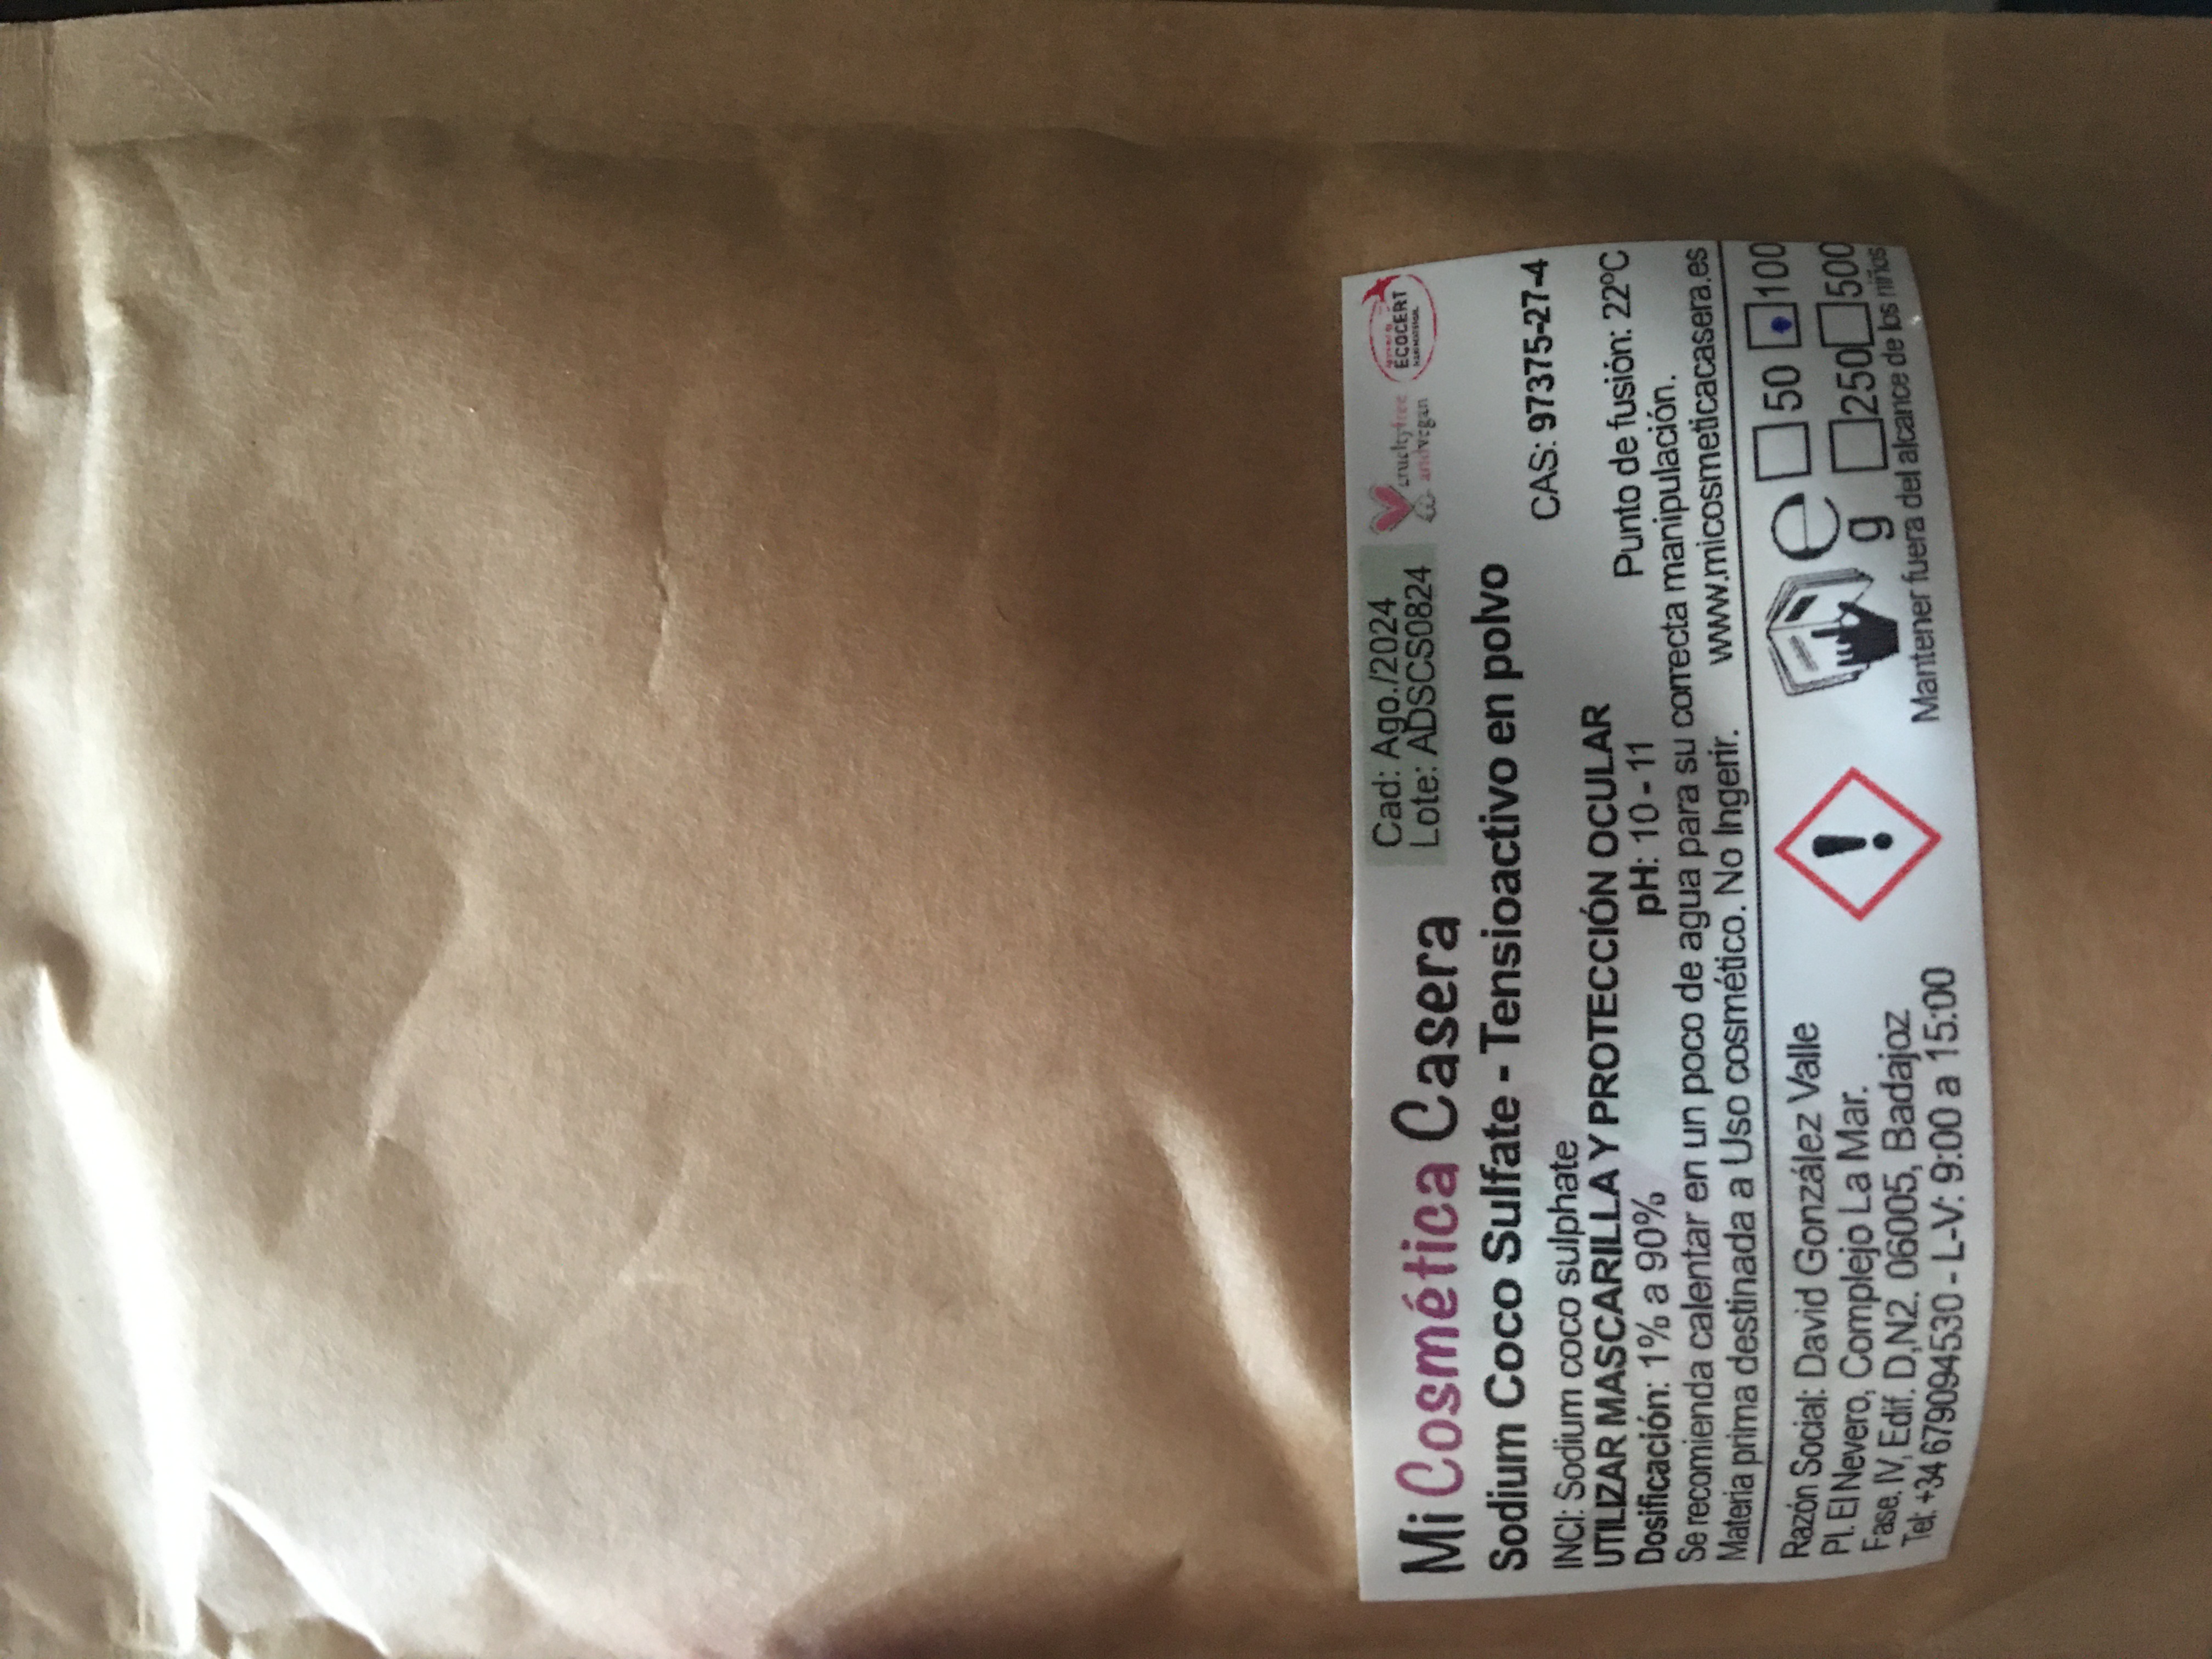 Mi Cosmética Casera
Cad: Ago./2024
Lote: ADSCS0824
crueltyfree
and vegan
ECOCERT
Sodium Coco Sulfate - Tensioactivo en polvo
INCI: Sodium coco sulphate
CAS: 97375-27-4
UTILIZAR MASCARILLA Y PROTECCIÓN OCULAR
Dosificación: 1% a 90%
pH: 10 - 11
Punto de fusión: 22ºC
Se recomienda calentar en un poco de agua para su correcta manipulación.
Materia prima destinada a Uso cosmético. No Ingerir.
www.micosmeticacasera.es
Razón Social: David González Valle
Pl. El Nevero, Complejo La Mar.
Fase. IV, Edif. D,N2. 06005, Badajoz
Tel: +34 679094530 - L-V: 9:00 a 15:00
e
50
100
g
250
500
Mantener fuera del alcance de los niños